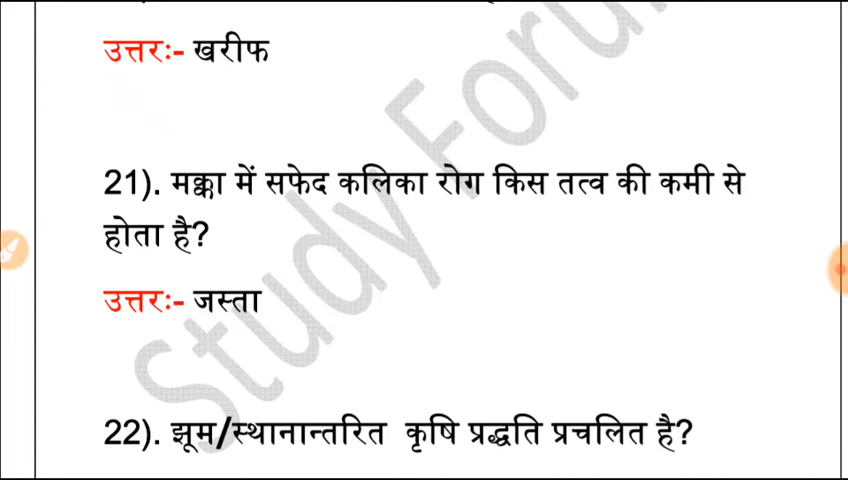 उत्तरः- खरीफ
21). मक्का में सफेद कलिका रोग किस तत्व की कमी से
होता है?
उत्तरः- जस्ता
22). झूम/स्थानान्तरित कृषि प्रद्धति प्रचलित है?
Study Forum